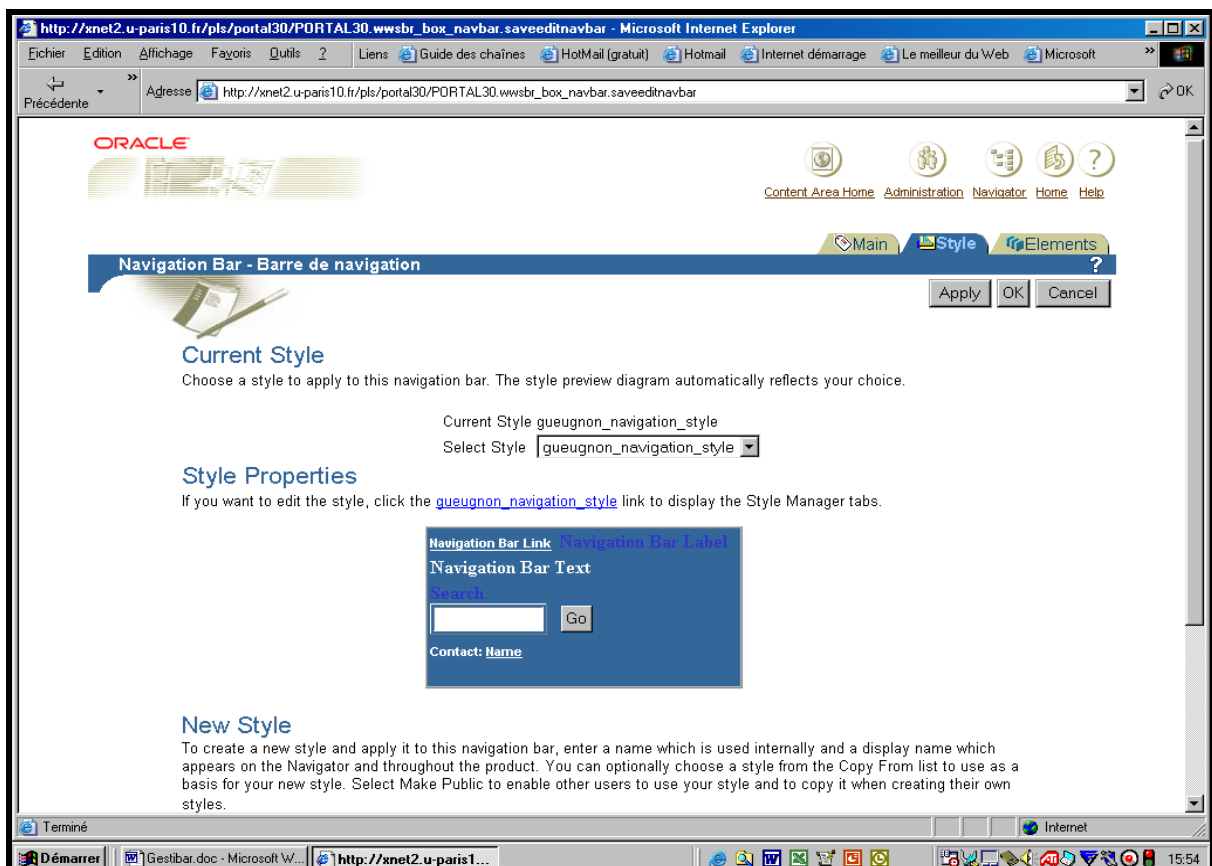 http://xnet2.u-paris10.fr/pls/portal30/PORTAL30.wwsbr_box_navbar.saveeditnavbar - Microsoft Internet Explorer
Fichier Edition Affichage Favoris Outils ? Liens Guide des chaînes HotMail (gratuit) Hotmail Internet démarrage Le meilleur du Web Microsoft »
Précédente » Adresse http://xnet2.u-paris10.fr/pls/portal30/PORTAL30.wwsbr_box_navbar.saveeditnavbar OK
ORACLE
Content Area Home Administration Navigator Home Help
Main Style Elements
Navigation Bar - Barre de navigation ?
Apply OK Cancel
Current Style
Choose a style to apply to this navigation bar. The style preview diagram automatically reflects your choice.
Current Style gueugnon_navigation_style
Select Style gueugnon_navigation_style
Style Properties
If you want to edit the style, click the gueugnon_navigation_style link to display the Style Manager tabs.
Navigation Bar Link Navigation Bar Label
Navigation Bar Text
Search
Go
Contact: Name
New Style
To create a new style and apply it to this navigation bar, enter a name which is used internally and a display name which
appears on the Navigator and throughout the product. You can optionally choose a style from the Copy From list to use as a
basis for your new style. Select Make Public to enable other users to use your style and to copy it when creating their own
styles.
Terminé Internet
Démarrer Gestibar.doc - Microsoft W... http://xnet2.u-paris1... 15:54